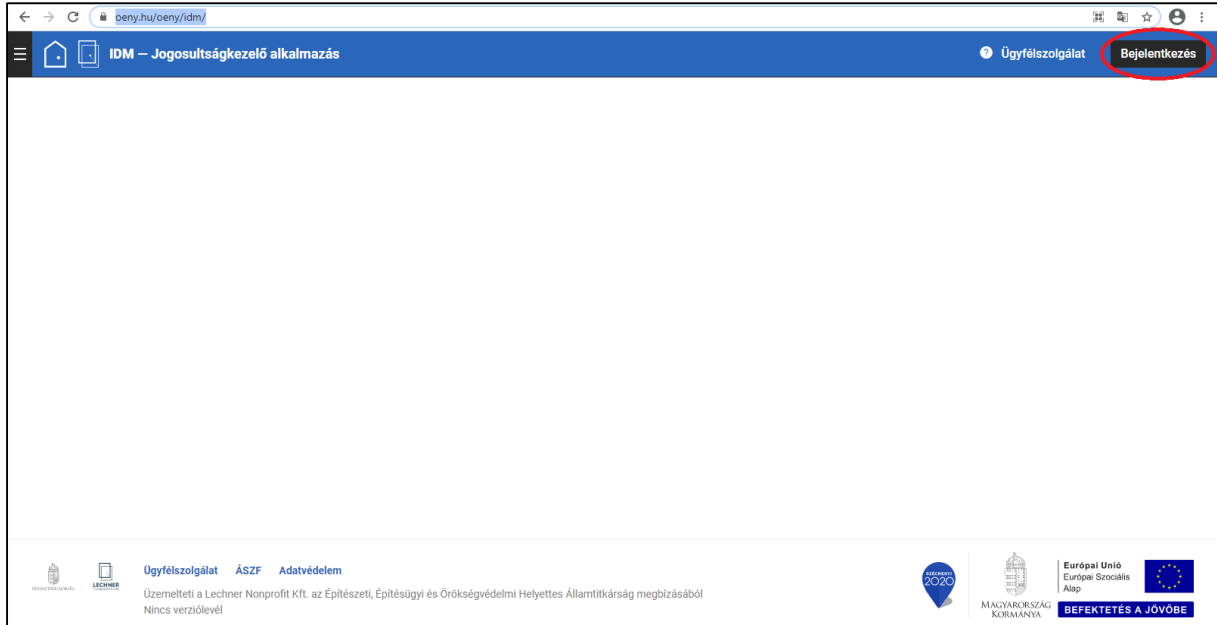 oeny.hu/oeny/idm/
IDM — Jogosultságkezelő alkalmazás
Ügyfélszolgálat
Bejelentkezés
LECHNER
Ügyfélszolgálat ÁSZF Adatvédelem
Üzemelteti a Lechner Nonprofit Kft. az Építészeti, Építésügyi és Örökségvédelmi Helyettes Államtitkárság megbízásából
Nincs verziólevél
SZÉCHENYI
2020
MAGYARORSZÁG
KORMÁNYA
Európai Unió
Európai Szociális
Alap
BEFEKTETÉS A JÖVŐBE